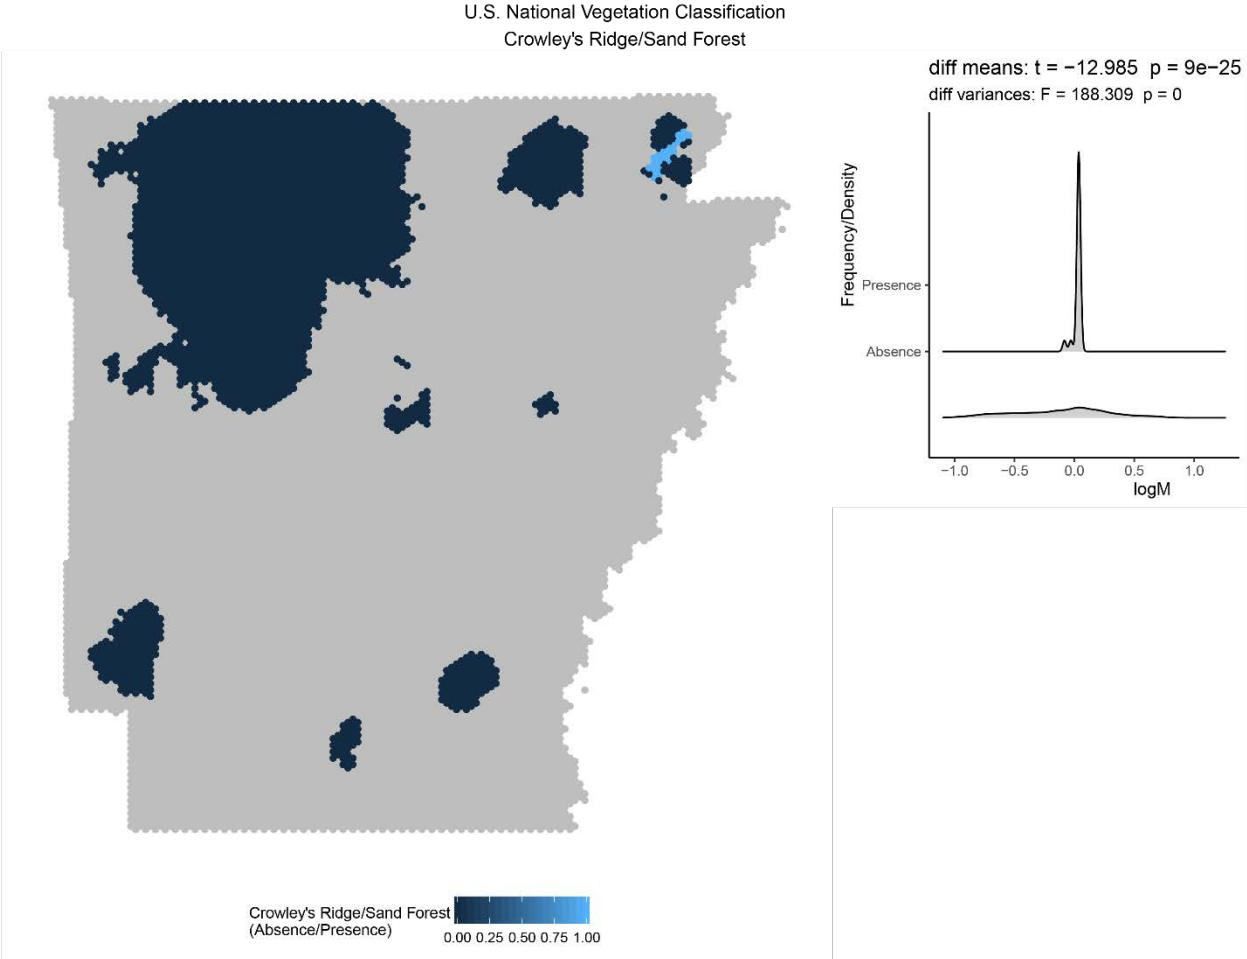 U.S. National Vegetation Classification
Crowley's Ridge/Sand Forest
diff means: t = −12.985 p = 9e−25
diff variances: F = 188.309 p = 0
Frequency/Density
Presence
Absence
−1.0 −0.5 0.0 0.5 1.0
logM
Crowley's Ridge/Sand Forest
(Absence/Presence)
0.00 0.25 0.50 0.75 1.00